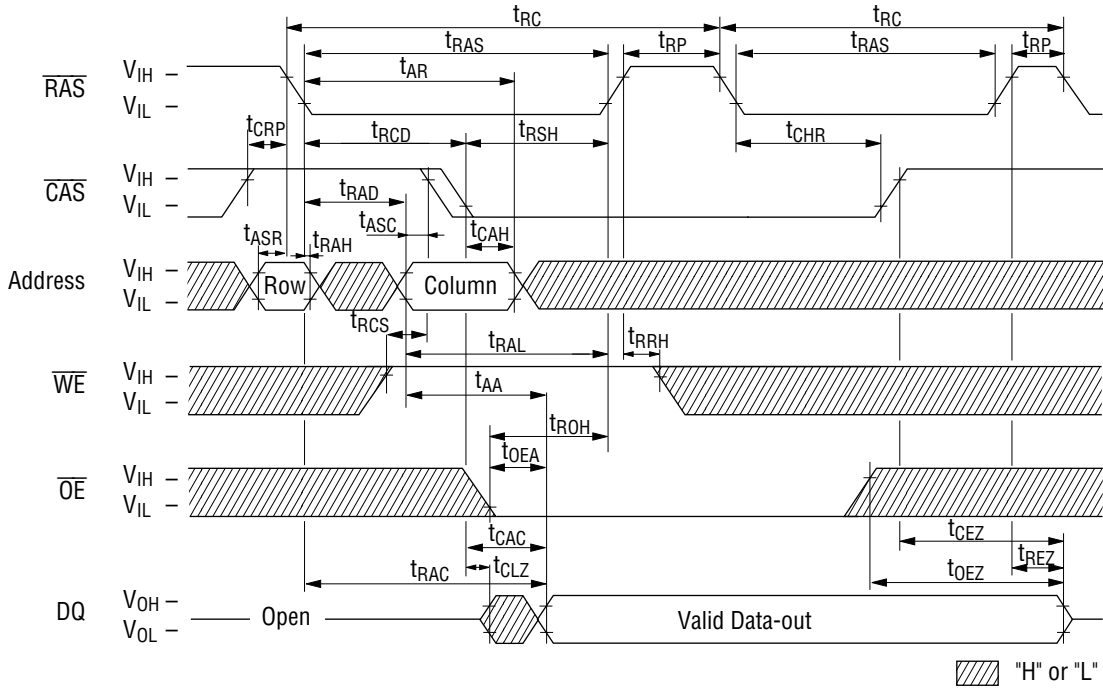 tRC tRC
tRAS tRP tRAS tRP
tAR
RAS VIH –
VIL –
tCRP tRCD tRSH tCHR
CAS VIH –
VIL –
tRAD
tASC tCAH
tASR tRAH
Address VIH –
VIL –
Row Column
tRCS tRAL tRRH
WE VIH –
VIL –
tAA
tROH
tOEA
OE VIH –
VIL –
tCAC tCEZ
tRAC tCLZ tOEZ tREZ
DQ VOH –
VOL –
Open Valid Data-out
"H" or "L"